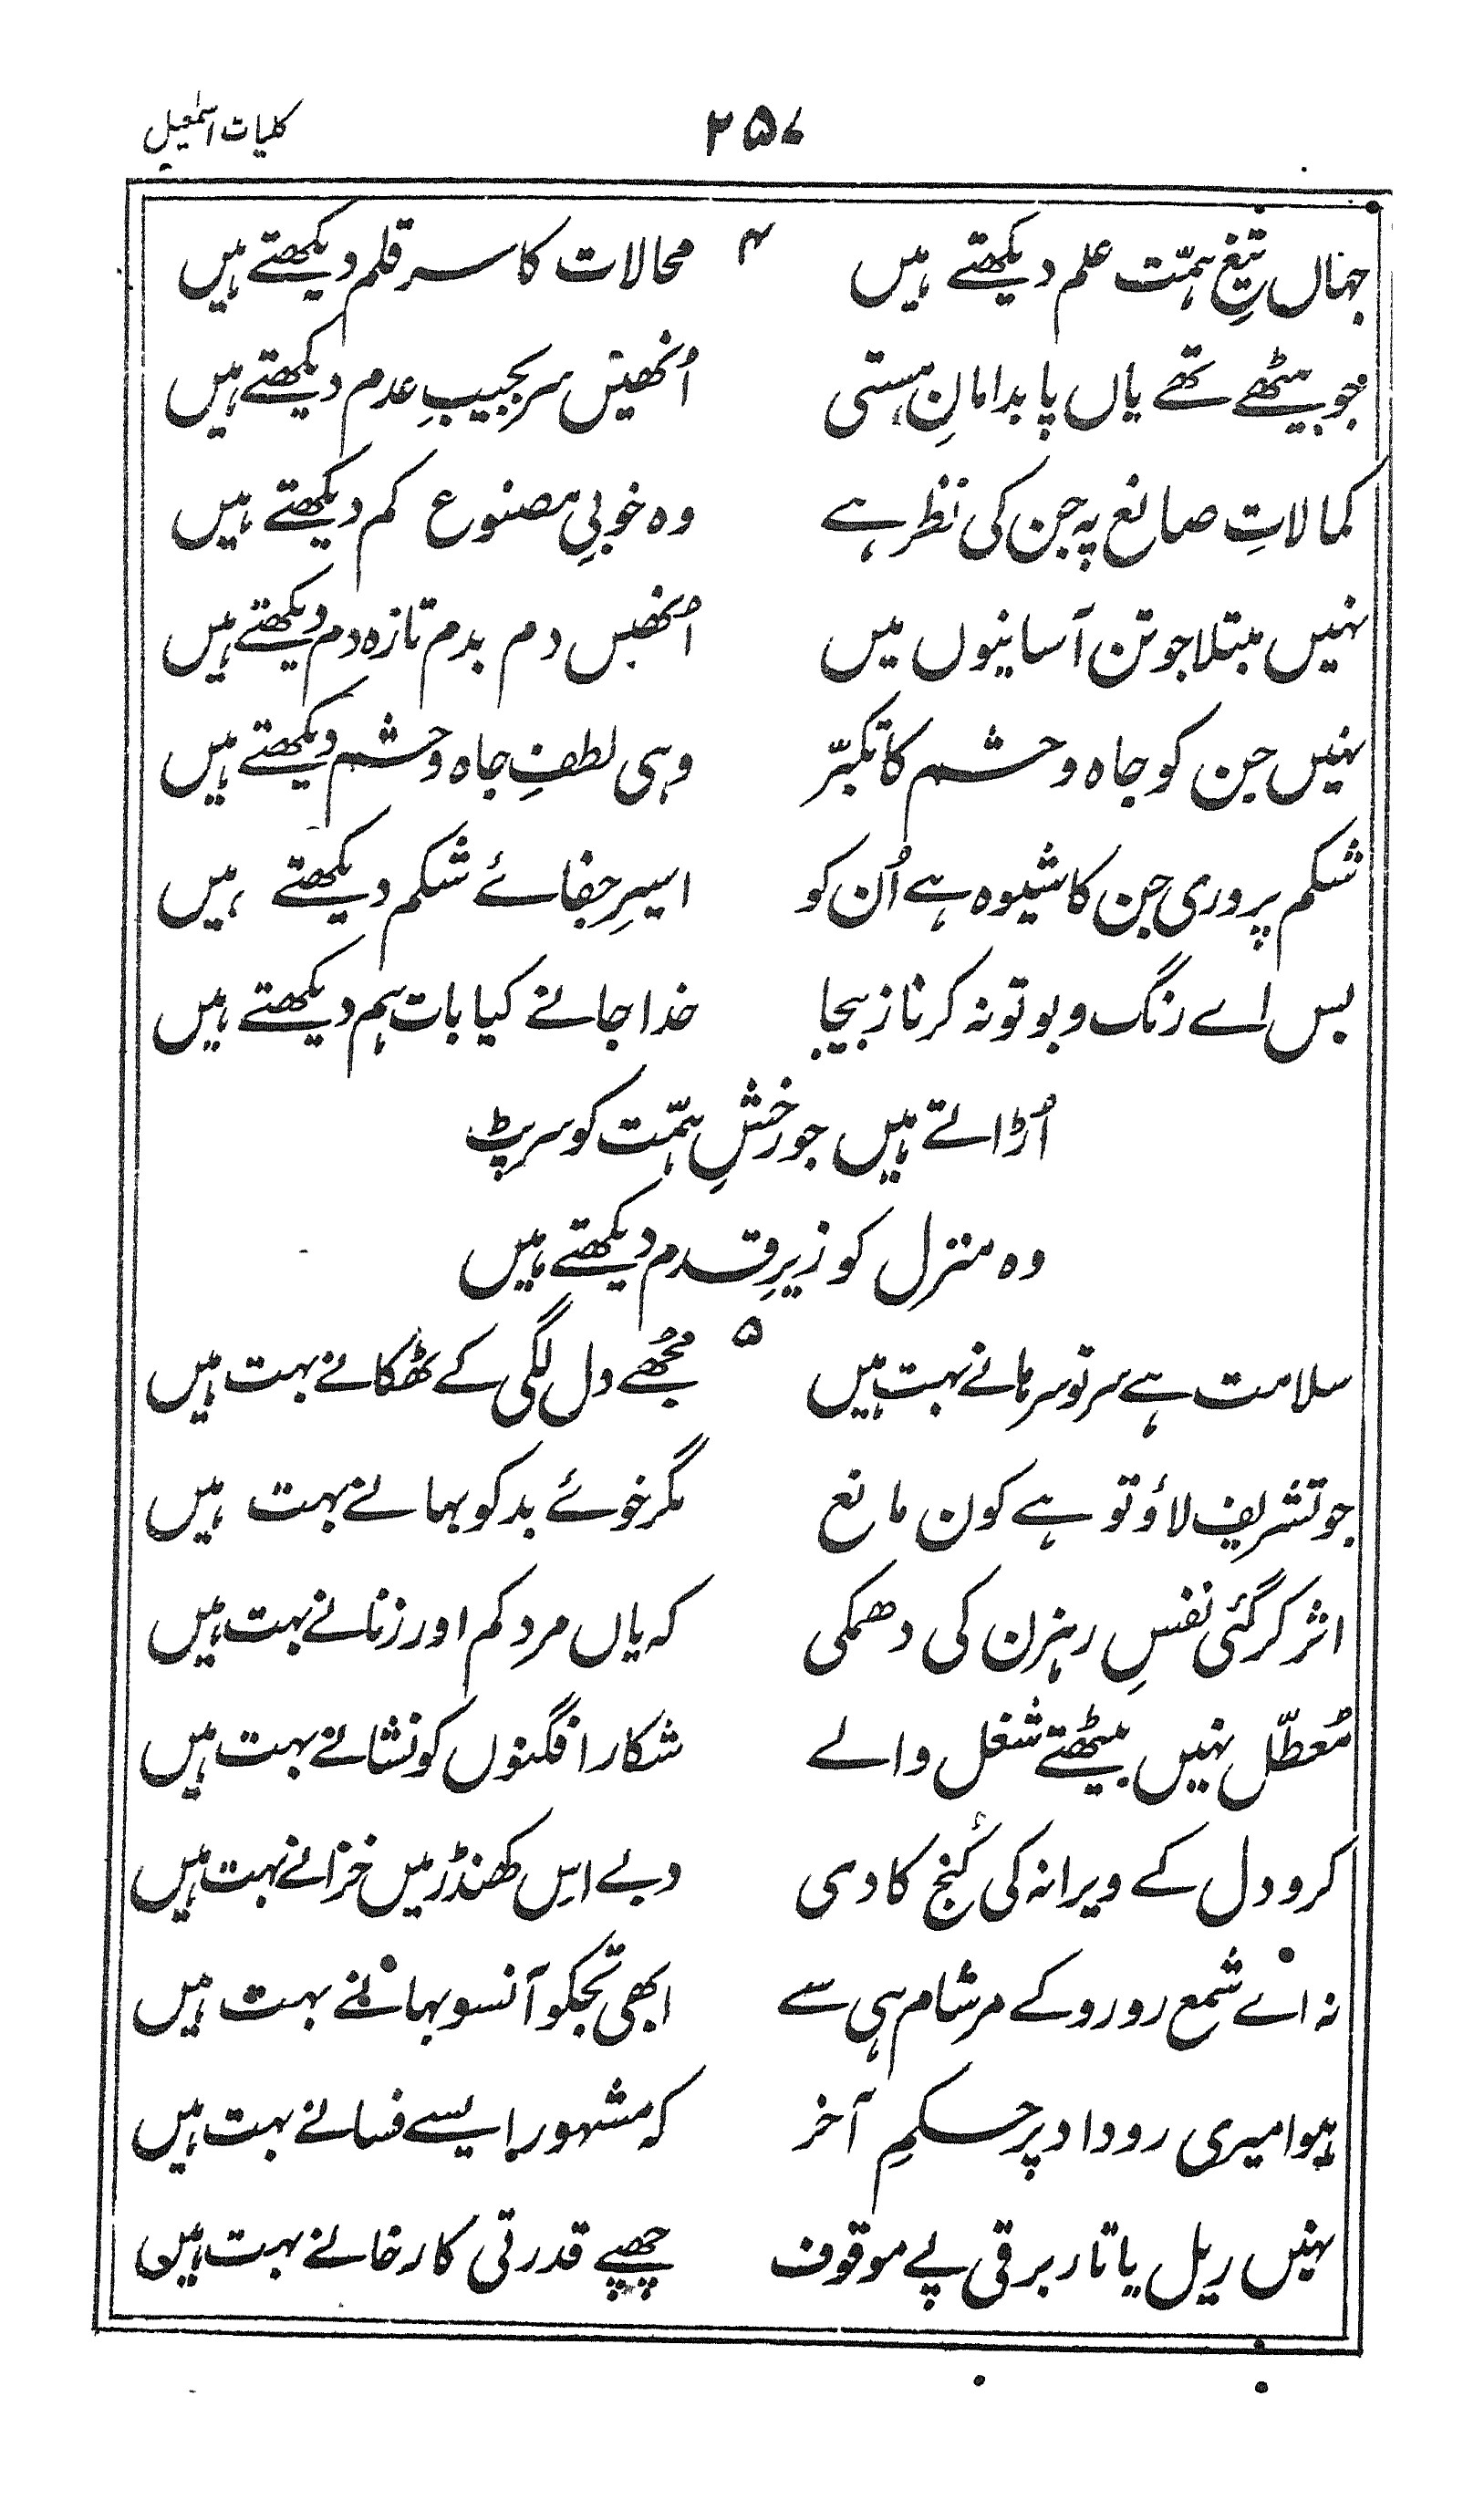 کلیات اسمٰعیل
۲۵۷
۴
جہاں تیغِ ہمّت علم دیکھتے ہیں محالات کا سر قلم دیکھتے ہیں
جو بیٹھے تھے یاں پا بدامانِ ہستی اُنھیں سر بجیبِ عدم دیکھتے ہیں
کمالاتِ صانع پہ جن کی نظر ہے وہ خوبیِ مصنوع کم دیکھتے ہیں
نہیں مبتلا جو تن آسانیوں میں اُنھیں دم بدم تازہ دم دیکھتے ہیں
نہیں جن کو جاہ و حشم کا تکبّر وہی لطفِ جاہ و حشم دیکھتے ہیں
شکم پروری جن کا شیوہ ہے اُن کو اسیرِ جفائے شکم دیکھتے ہیں
بس اے رنگ و بو تو نہ کر ناز بیجا خدا جانے کیا بات ہم دیکھتے ہیں
اُڑاتے ہیں جو رخشِ ہمّت کو سرپٹ
وہ منزل کو زیرِ قدم دیکھتے ہیں
۵
سلامت ہے سر تو سرہانے بہت ہیں مُجھے دل لگی کے ٹھکانے بہت ہیں
جو تشریف لاؤ تو ہے کون مانع مگر خوئے بد کو بہانے بہت ہیں
اثر کر گئی نفسِ رہزن کی دھمکی کہ یاں مرد کم اور زنانے بہت ہیں
مُعطّل نہیں بیٹھتے شغل والے شکار افگنوں کو نشانے بہت ہیں
کرو دل کے ویرانہ کی کُنج کاوی دبے اس کھنڈر میں خزانے بہت ہیں
نہ اے شمع رو رو کے مر شام ہی سے ابھی تجکو آنسو بہانے بہت ہیں
ہوا میری روداد پر حکمِ آخر کہ مشہور ایسے فسانے بہت ہیں
نہیں ریل یا تار برقی پے موقوف چھپے قدرتی کارخانے بہت ہیں